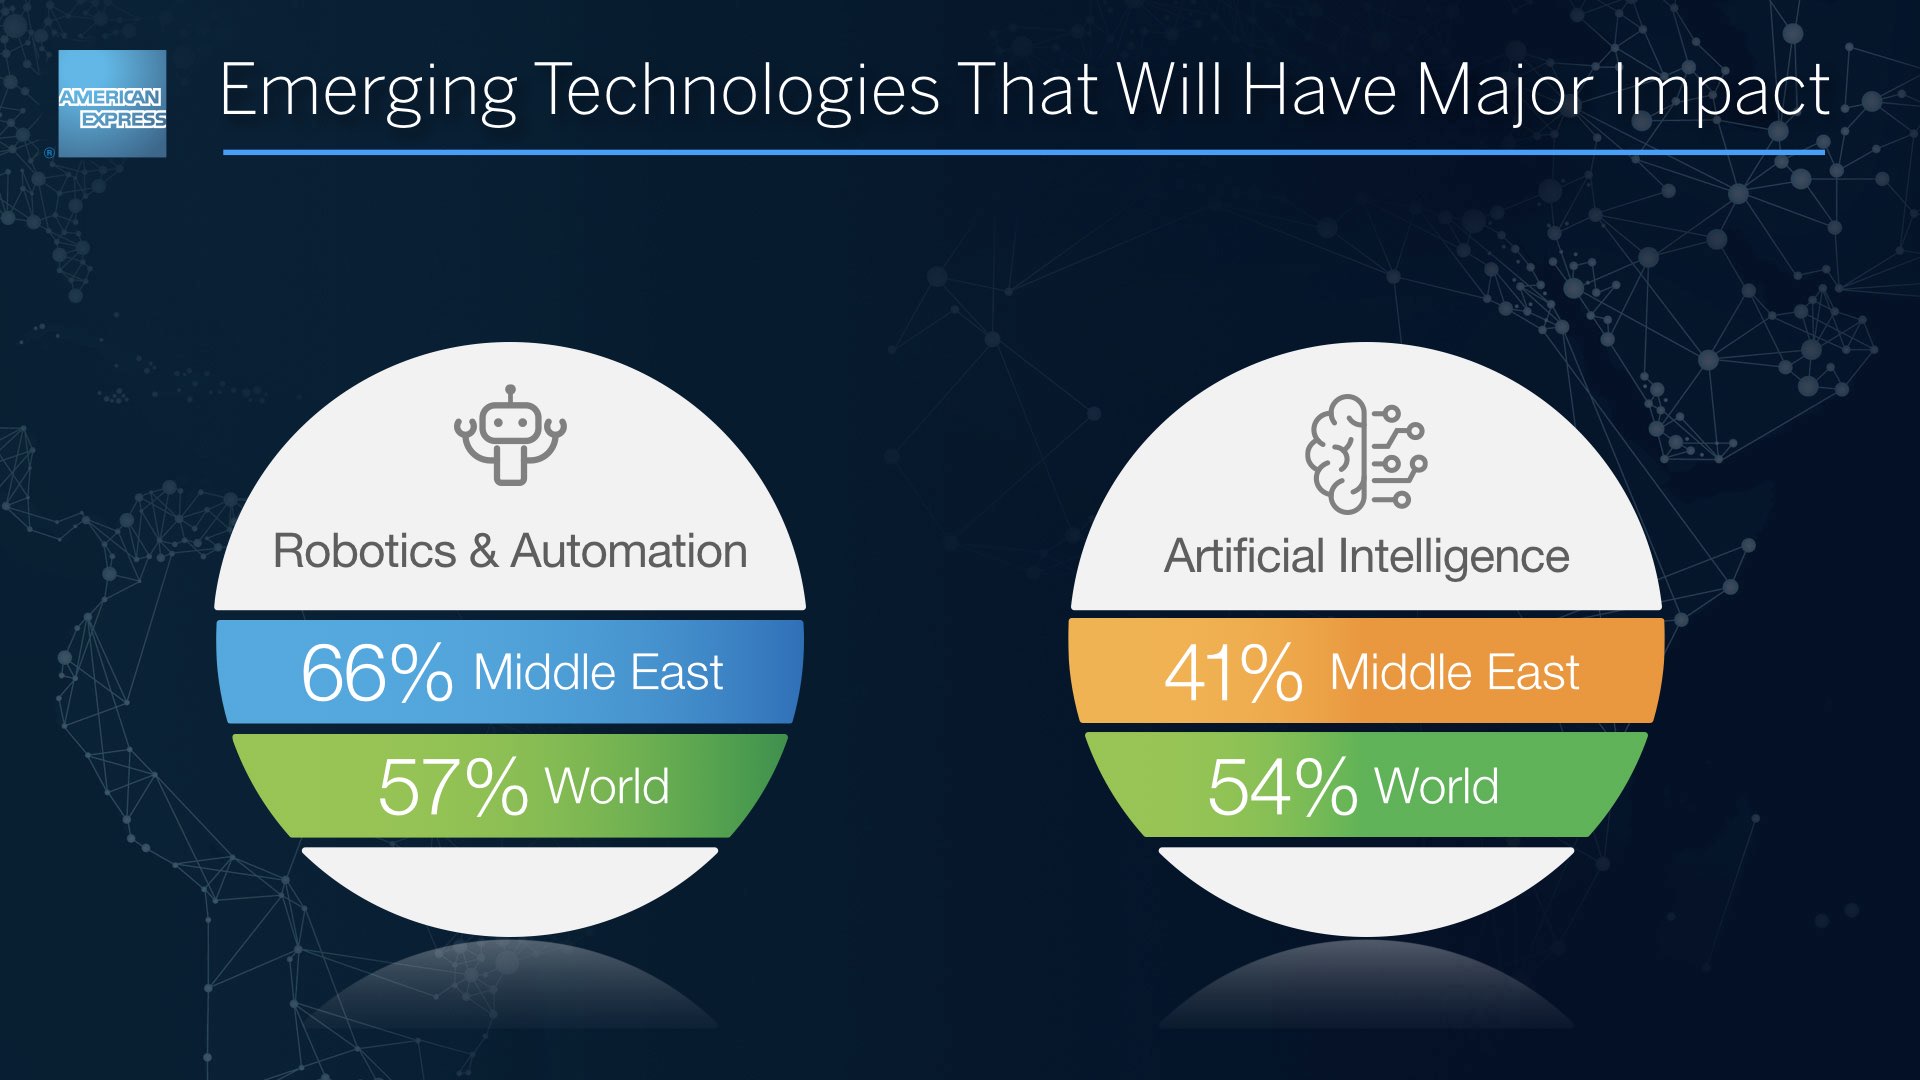 AMERICAN
EXPRESS
®
Emerging Technologies That Will Have Major Impact
Robotics & Automation
66% Middle East
57% World
Artificial Intelligence
41% Middle East
54% World